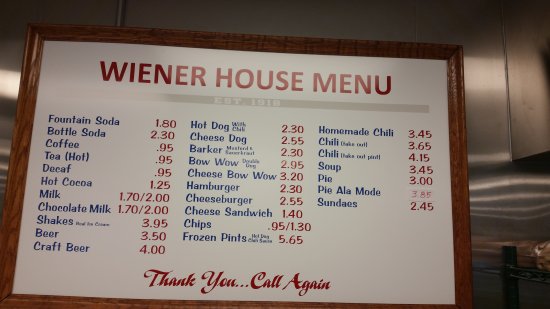 WIENER HOUSE MENU
EST. 1918
Fountain Soda 1.80
Bottle Soda 2.30
Coffee .95
Tea (Hot) .95
Decaf .95
Hot Cocoa 1.25
Milk 1.70/2.00
Chocolate Milk 1.70/2.00
Shakes Real Ice Cream 3.95
Beer 3.50
Craft Beer 4.00
Hot Dog With Chili 2.30
Cheese Dog 2.55
Barker Mustard & Sauerkraut 2.30
Bow Wow Double Dog 2.95
Cheese Bow Wow 3.20
Hamburger 2.30
Cheeseburger 2.55
Cheese Sandwich 1.40
Chips .95/1.30
Frozen Pints Hot Dog Chili Sauce 5.65
Homemade Chili 3.45
Chili (take out) 3.65
Chili (take out pint) 4.15
Soup 3.45
Pie 3.00
Pie Ala Mode 3.85
Sundaes 2.45
Thank You...Call Again